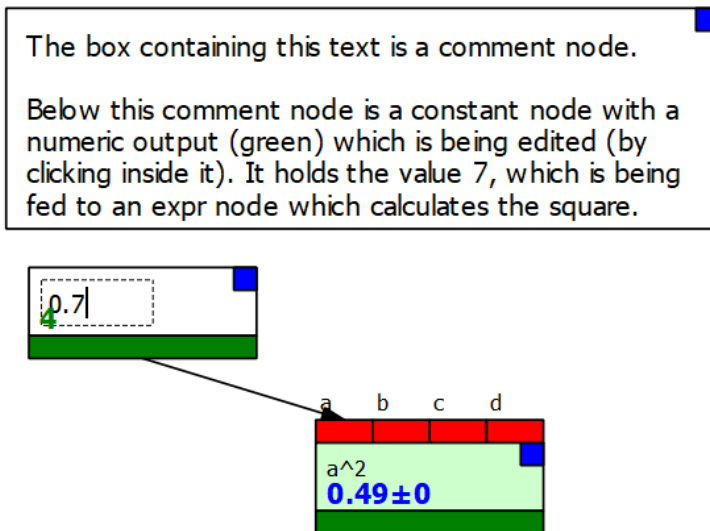 The box containing this text is a comment node.
Below this comment node is a constant node with a
numeric output (green) which is being edited (by
clicking inside it). It holds the value 7, which is being
fed to an expr node which calculates the square.
0.7
4
a b c d
a^2
0.49±0